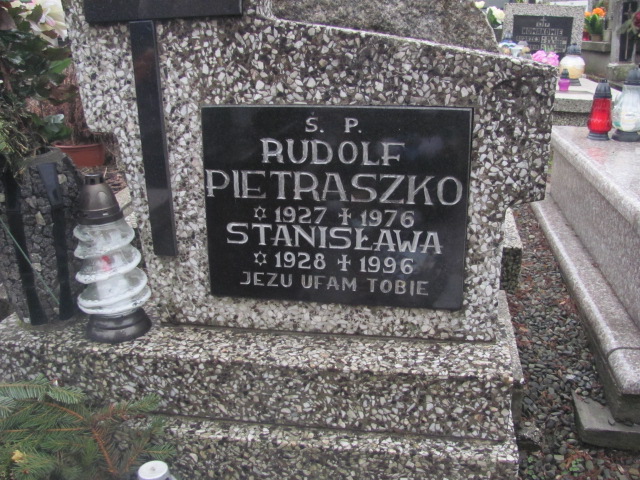 Ś. P.
RUDOLF
PIETRASZKO
✡ 1927 ✝ 1976
STANISŁAWA
✡ 1928 ✝ 1996
JEZU UFAM TOBIE